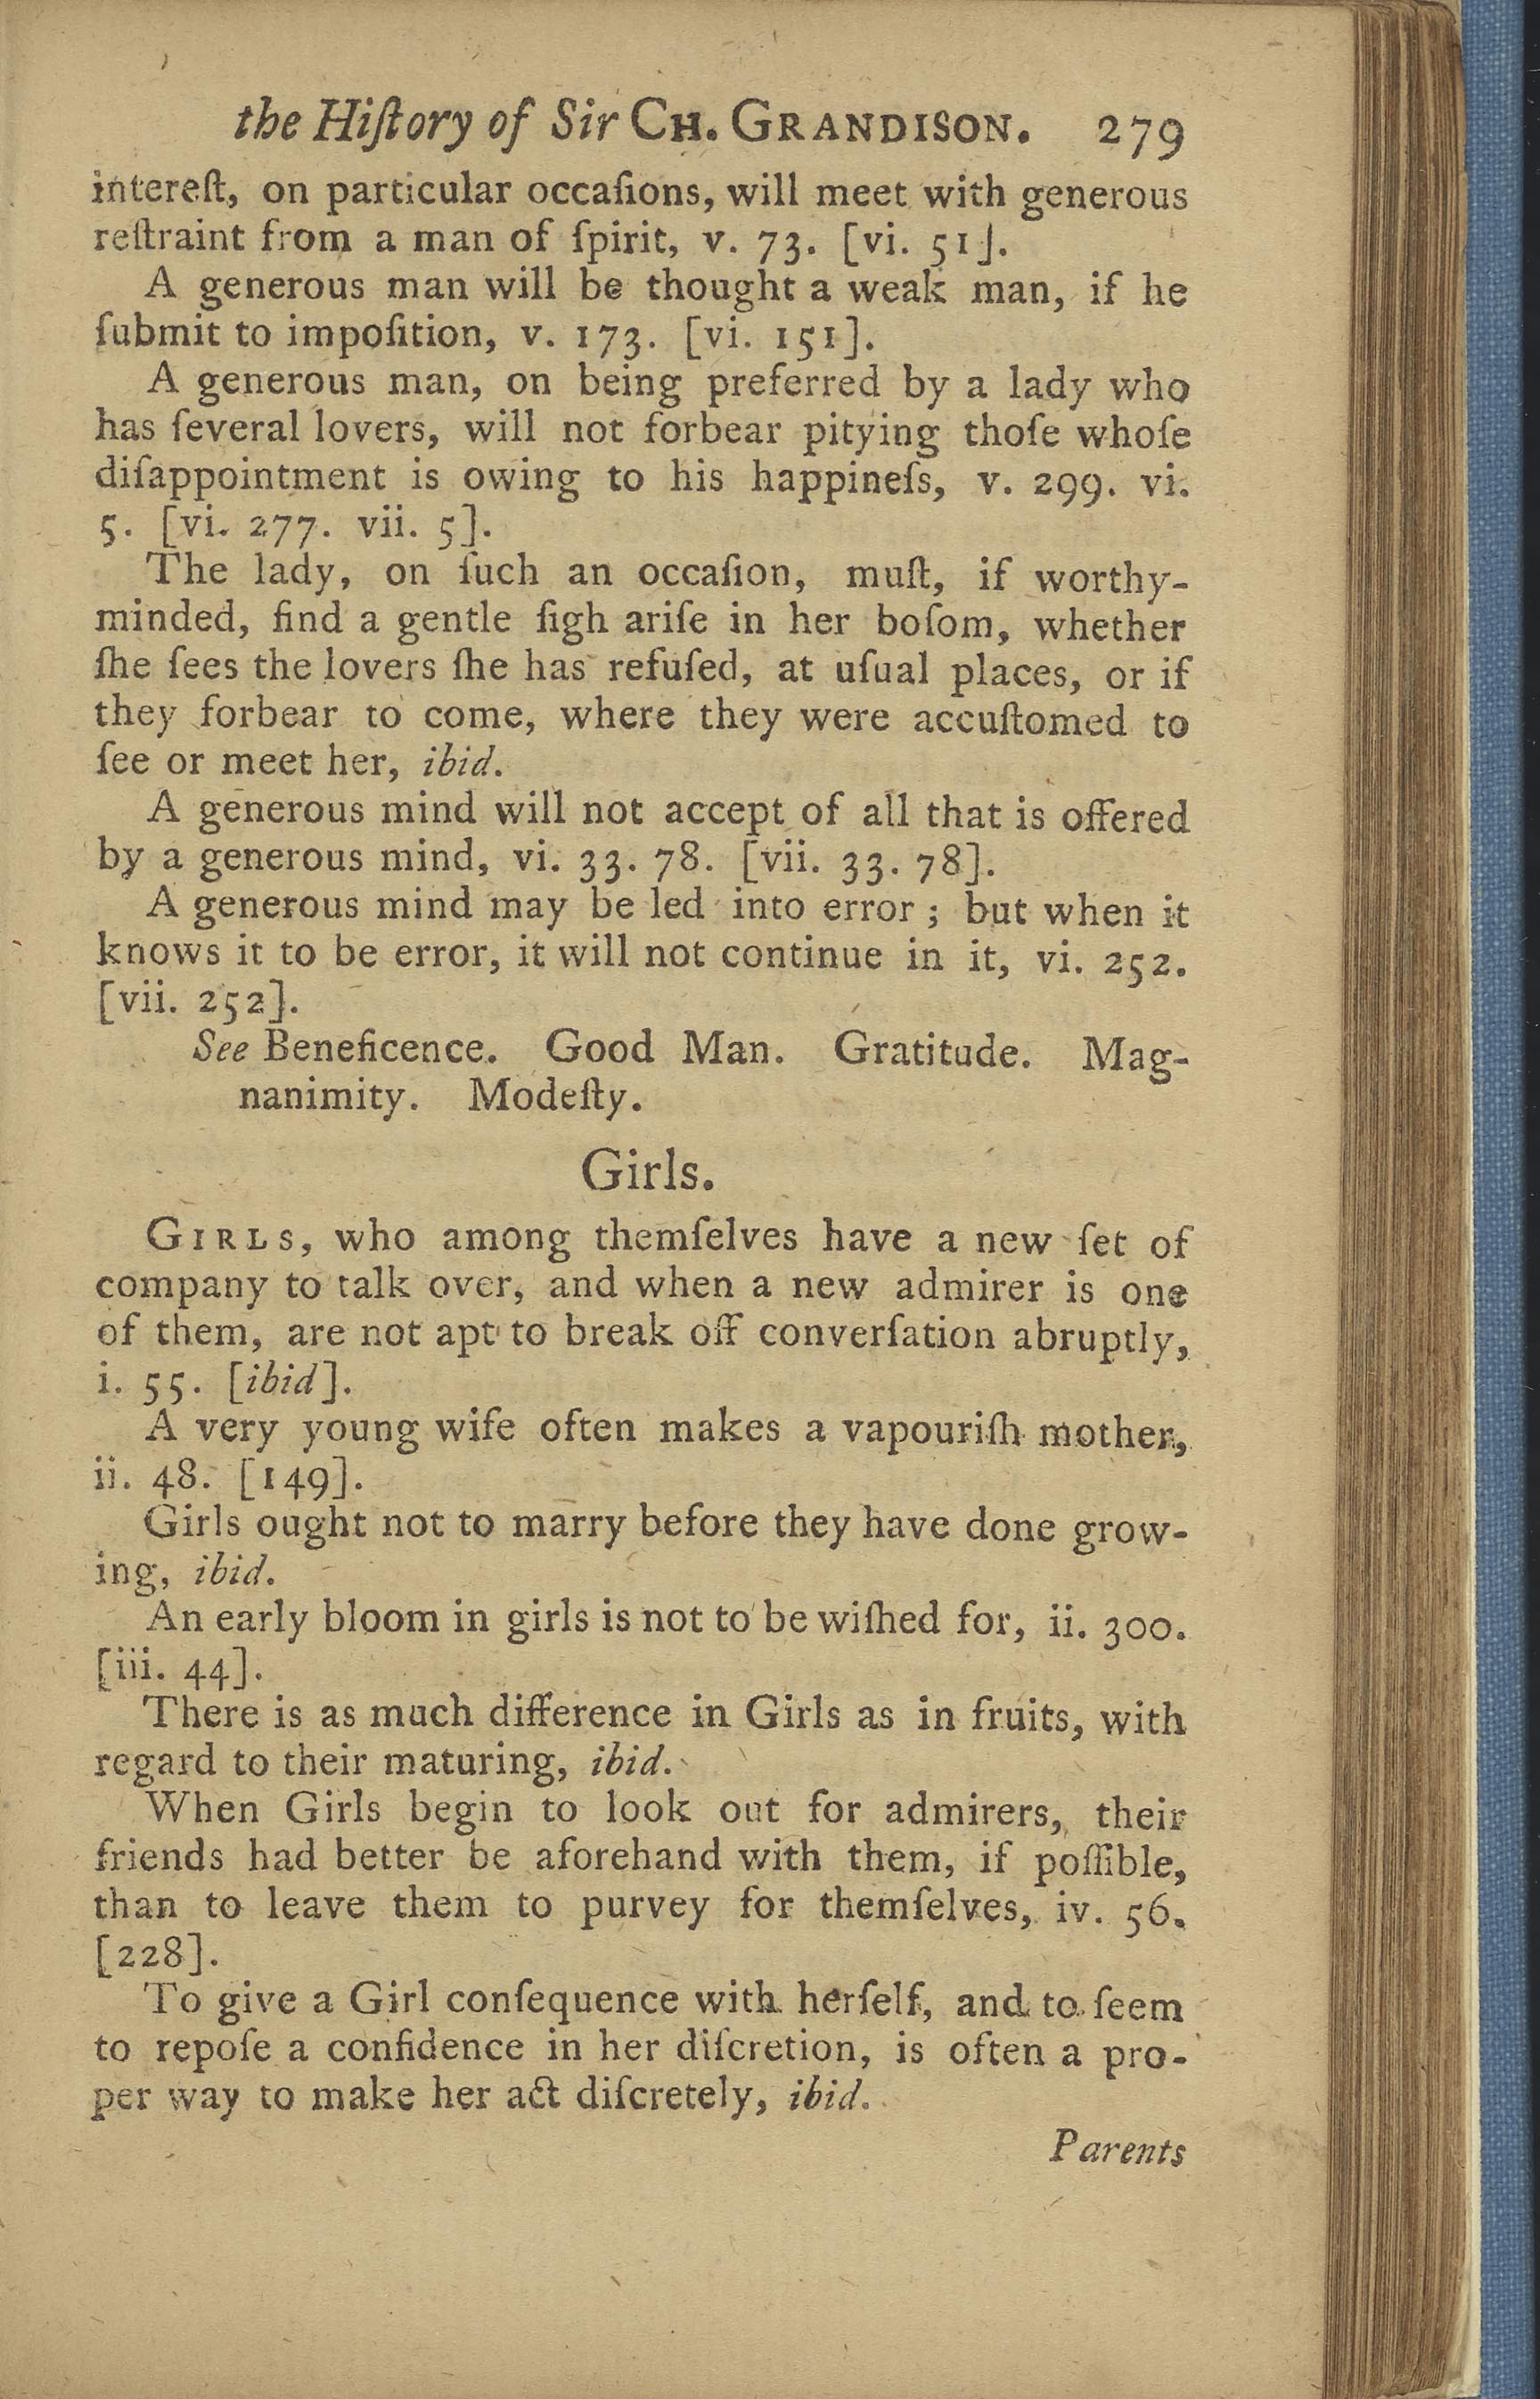 the Hiſtory of Sir CH. GRANDISON. 279
intereſt, on particular occaſions, will meet with generous
reſtraint from a man of ſpirit, v. 73. [vi. 51].
A generous man will be thought a weak man, if he
ſubmit to impoſition, v. 173. [vi. 151].
A generous man, on being preferred by a lady who
has ſeveral lovers, will not forbear pitying thoſe whoſe
diſappointment is owing to his happineſs, v. 299. vi.
5. [vi. 277. vii. 5].
The lady, on ſuch an occaſion, muſt, if worthy-
minded, find a gentle ſigh ariſe in her boſom, whether
ſhe ſees the lovers ſhe has refuſed, at uſual places, or if
they forbear to come, where they were accuſtomed to
ſee or meet her, ibid.
A generous mind will not accept of all that is offered
by a generous mind, vi. 33. 78. [vii. 33. 78].
A generous mind may be led into error; but when it
knows it to be error, it will not continue in it, vi. 252.
[vii. 252].
See Beneficence. Good Man. Gratitude. Mag-
nanimity. Modeſty.
Girls.
GIRLS, who among themſelves have a new ſet of
company to talk over, and when a new admirer is one
of them, are not apt to break off converſation abruptly,
i. 55. [ibid].
A very young wife often makes a vapouriſh mother,
ii. 48. [149].
Girls ought not to marry before they have done grow-
ing, ibid.
An early bloom in girls is not to be wiſhed for, ii. 300.
[iii. 44].
There is as much difference in Girls as in fruits, with
regard to their maturing, ibid.
When Girls begin to look out for admirers, their
friends had better be aforehand with them, if poſſible,
than to leave them to purvey for themſelves, iv. 56.
[228].
To give a Girl conſequence with herſelf, and to ſeem
to repoſe a confidence in her diſcretion, is often a pro-
per way to make her act diſcretely, ibid.
Parents